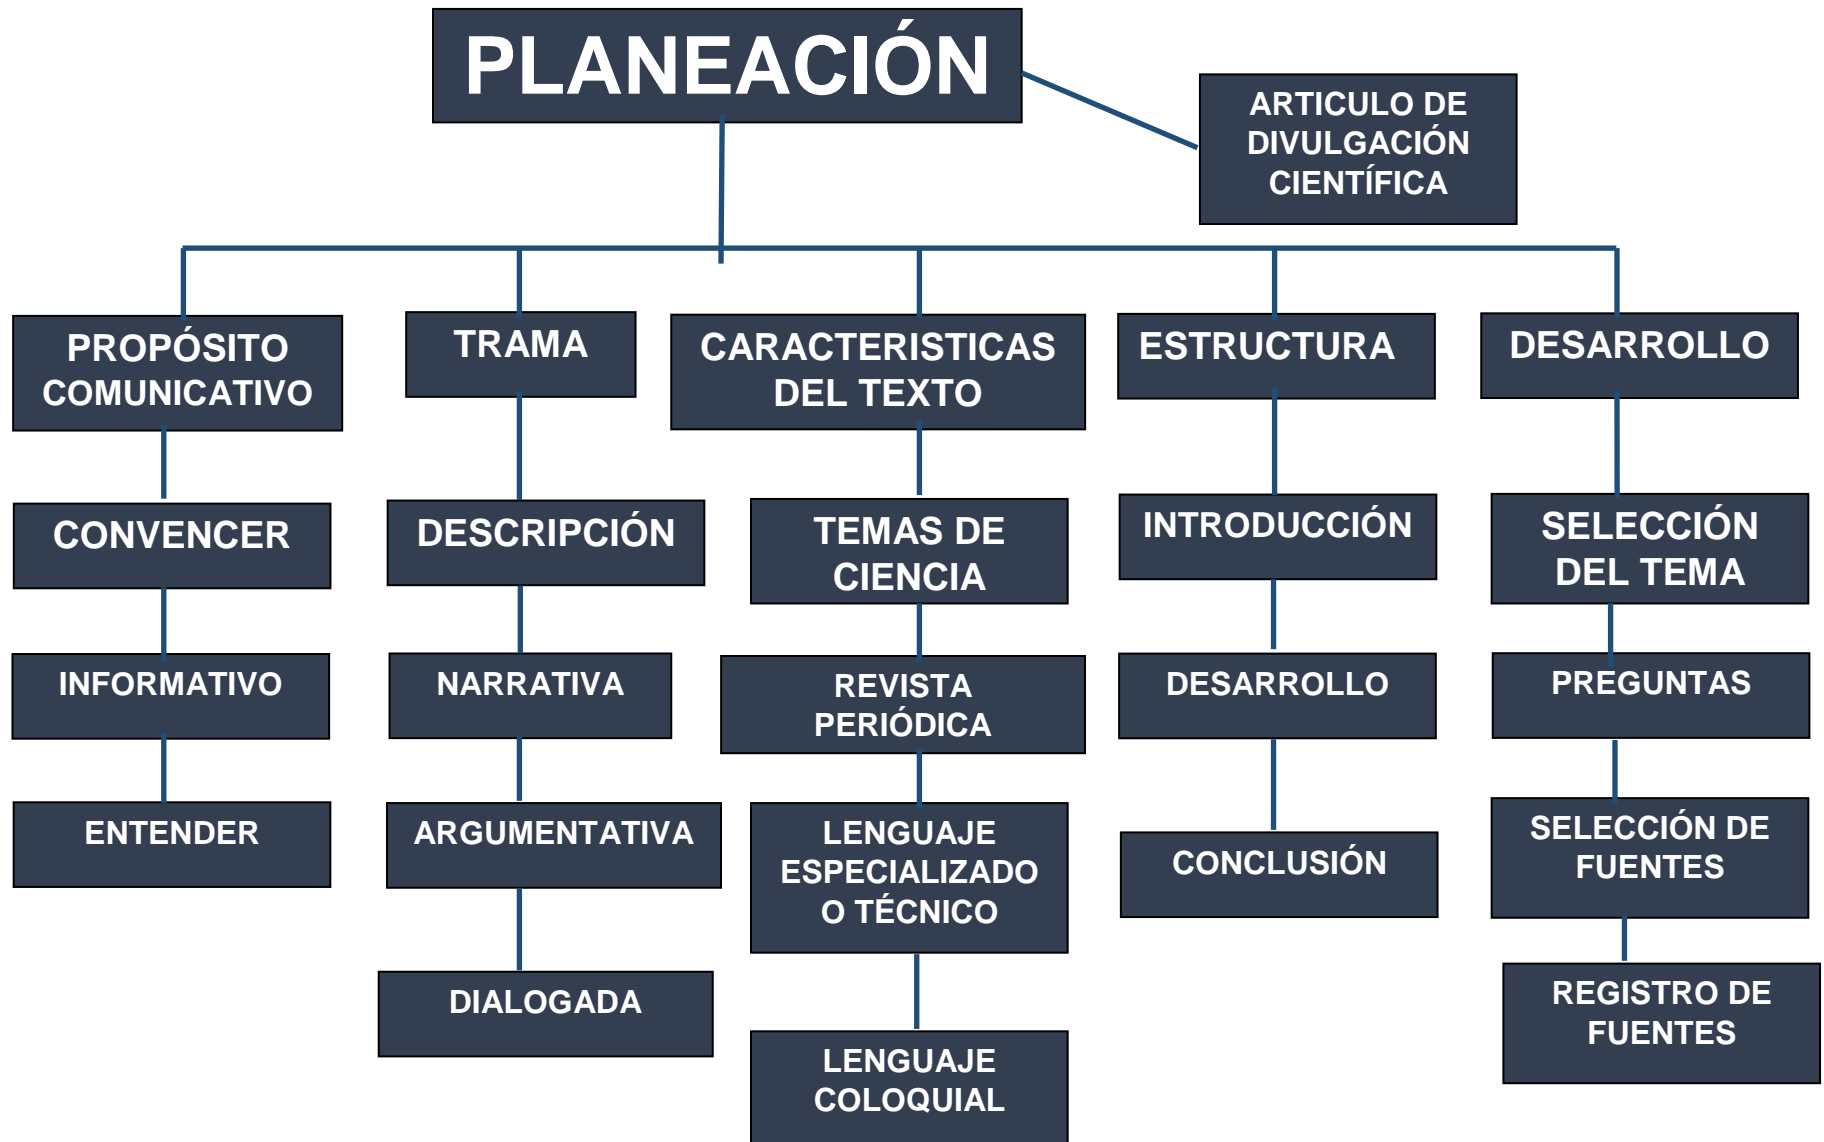 PLANEACIÓN
ARTICULO DE
DIVULGACIÓN
CIENTÍFICA
PROPÓSITO
COMUNICATIVO
CONVENCER
INFORMATIVO
ENTENDER
TRAMA
DESCRIPCIÓN
NARRATIVA
ARGUMENTATIVA
DIALOGADA
CARACTERISTICAS
DEL TEXTO
TEMAS DE
CIENCIA
REVISTA
PERIÓDICA
LENGUAJE
ESPECIALIZADO
O TÉCNICO
LENGUAJE
COLOQUIAL
ESTRUCTURA
INTRODUCCIÓN
DESARROLLO
CONCLUSIÓN
DESARROLLO
SELECCIÓN
DEL TEMA
PREGUNTAS
SELECCIÓN DE
FUENTES
REGISTRO DE
FUENTES